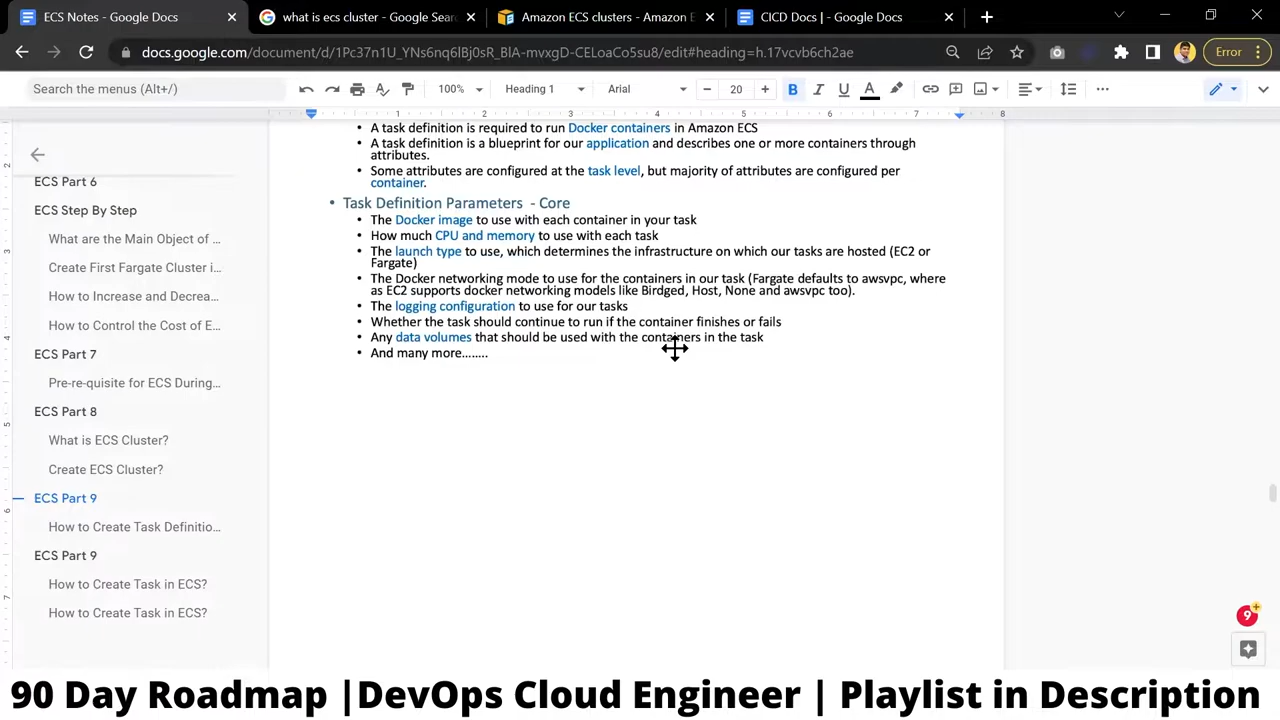 ECS Notes - Google Docs
what is ecs cluster - Google Sear
Amazon ECS clusters - Amazon E
CICD Docs | - Google Docs
docs.google.com/document/d/1Pc37n1U_YNs6nq6lBj0sR_BlA-mvxgD-CELoaCo5su8/edit#heading=h.17vcvb6ch2ae
Error
Search the menus (Alt+/)
100%
Heading 1
Arial
20
B I U A
1 2 3 4 5 6 7 8
ECS Part 6
ECS Step By Step
What are the Main Object of ...
Create First Fargate Cluster i...
How to Increase and Decrea...
How to Control the Cost of E...
ECS Part 7
Pre-re-quisite for ECS During...
ECS Part 8
What is ECS Cluster?
Create ECS Cluster?
ECS Part 9
How to Create Task Definitio...
ECS Part 9
How to Create Task in ECS?
How to Create Task in ECS?
• A task definition is required to run Docker containers in Amazon ECS
• A task definition is a blueprint for our application and describes one or more containers through
attributes.
• Some attributes are configured at the task level, but majority of attributes are configured per
container.
• Task Definition Parameters - Core
• The Docker image to use with each container in your task
• How much CPU and memory to use with each task
• The launch type to use, which determines the infrastructure on which our tasks are hosted (EC2 or
Fargate)
• The Docker networking mode to use for the containers in our task (Fargate defaults to awsvpc, where
as EC2 supports docker networking models like Birdged, Host, None and awsvpc too).
• The logging configuration to use for our tasks
• Whether the task should continue to run if the container finishes or fails
• Any data volumes that should be used with the containers in the task
• And many more........
9
90 Day Roadmap |DevOps Cloud Engineer | Playlist in Description